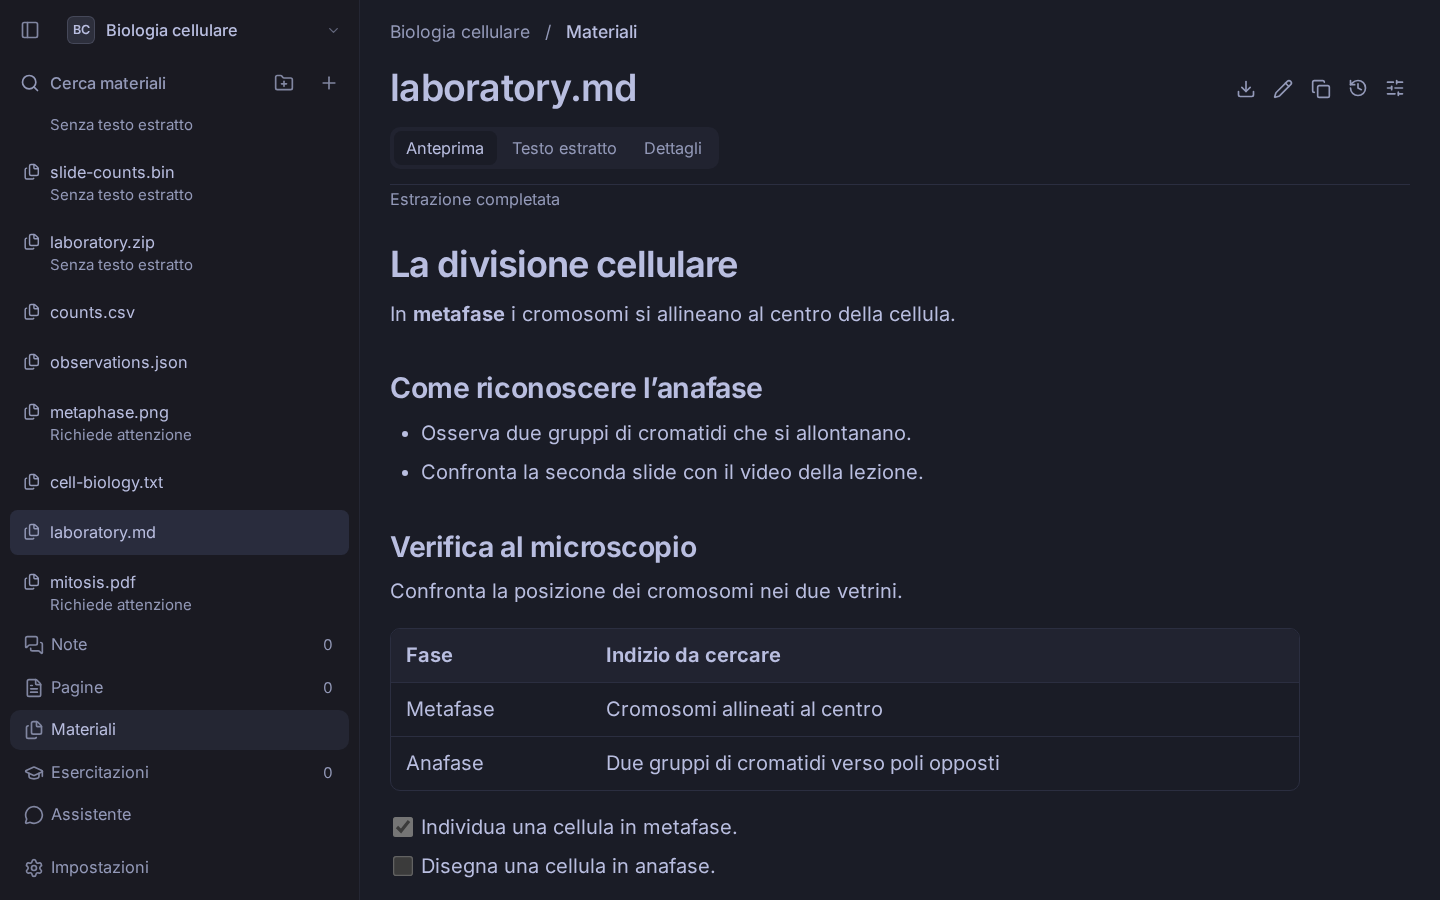 BC Biologia cellulare
Cerca materiali
Senza testo estratto
slide-counts.bin
Senza testo estratto
laboratory.zip
Senza testo estratto
counts.csv
observations.json
metaphase.png
Richiede attenzione
cell-biology.txt
laboratory.md
mitosis.pdf
Richiede attenzione
Note 0
Pagine 0
Materiali
Esercitazioni 0
Assistente
Impostazioni
Biologia cellulare / Materiali
laboratory.md
Anteprima Testo estratto Dettagli
Estrazione completata
La divisione cellulare
In metafase i cromosomi si allineano al centro della cellula.
Come riconoscere l’anafase
• Osserva due gruppi di cromatidi che si allontanano.
• Confronta la seconda slide con il video della lezione.
Verifica al microscopio
Confronta la posizione dei cromosomi nei due vetrini.
Fase Indizio da cercare
Metafase Cromosomi allineati al centro
Anafase Due gruppi di cromatidi verso poli opposti
Individua una cellula in metafase.
Disegna una cellula in anafase.